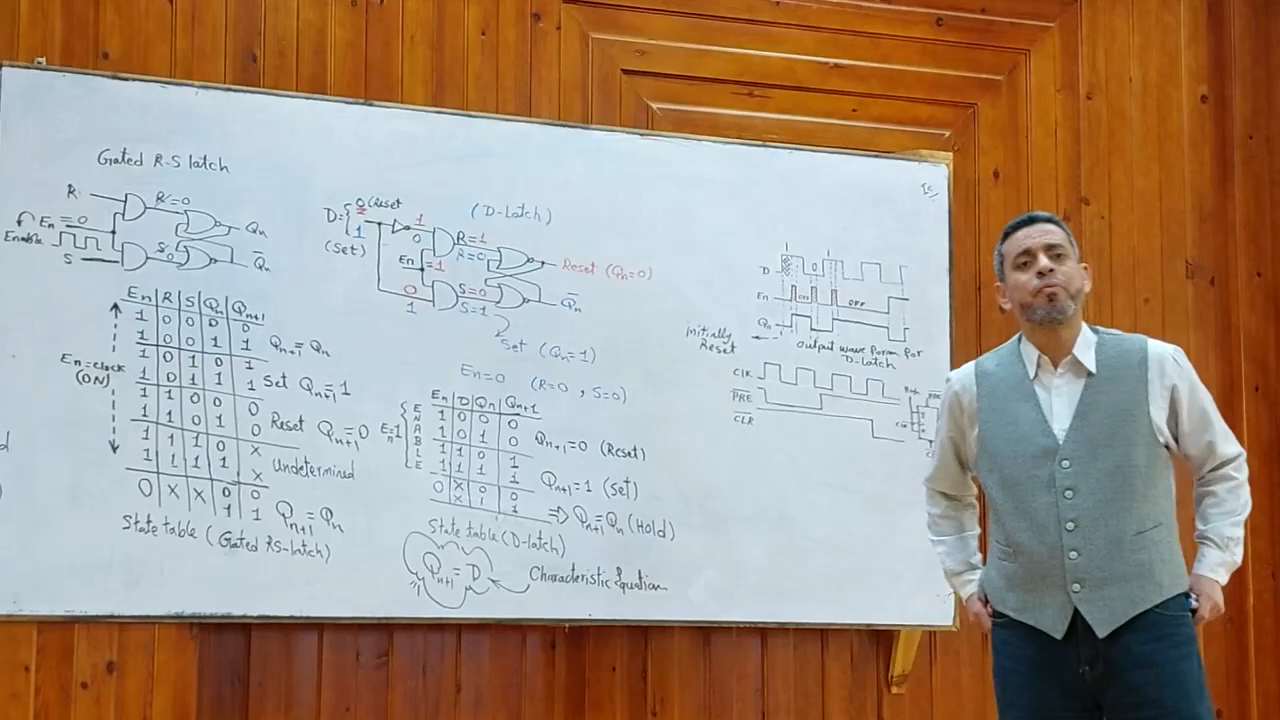 Gated R-S latch
R
R=0
En=0
Enable
S
S=0
Qn
Q̅n
En R S Qn Qn+1
1 0 0 0 0
1 0 0 1 1
Qn+1=Qn
1 0 1 0 1
1 0 1 1 1
Set Qn+1=1
1 1 0 0 0
1 1 0 1 0
Reset Qn+1=0
1 1 1 0 x
1 1 1 1 x
Undetermined
0 x x 0 0
1 1
Qn+1=Qn
En=clock
(ON)
State table (Gated RS-latch)
(D-Latch)
D= 0 (Reset
1
(Set)
1
0
R=1
R=0
En=1
0
1
S=0
S=1
Reset (Qn=0)
Q̅n
Set (Qn=1)
En=0 (R=0 , S=0)
En D Qn Qn+1
En=1
ENABLE
1 0 0 0
1 0 1 0
Qn+1=0 (Reset)
1 1 0 1
1 1 1 1
Qn+1=1 (Set)
0 x 0 0
x 1 1
⇒ Qn+1=Qn (Hold)
State table (D-latch)
Qn+1=D
Characteristic Equation
D
1 0 1
En
OFF
OFF
Qn
initially
Reset
output wave form for
D-Latch
CLK
P̅R̅E̅
C̅L̅R̅